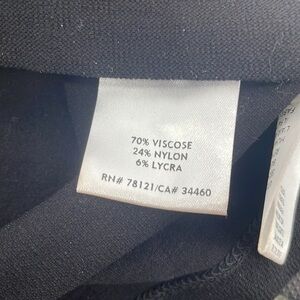 70% VISCOSE
24% NYLON
6% LYCRA
RN# 78121/CA# 34460